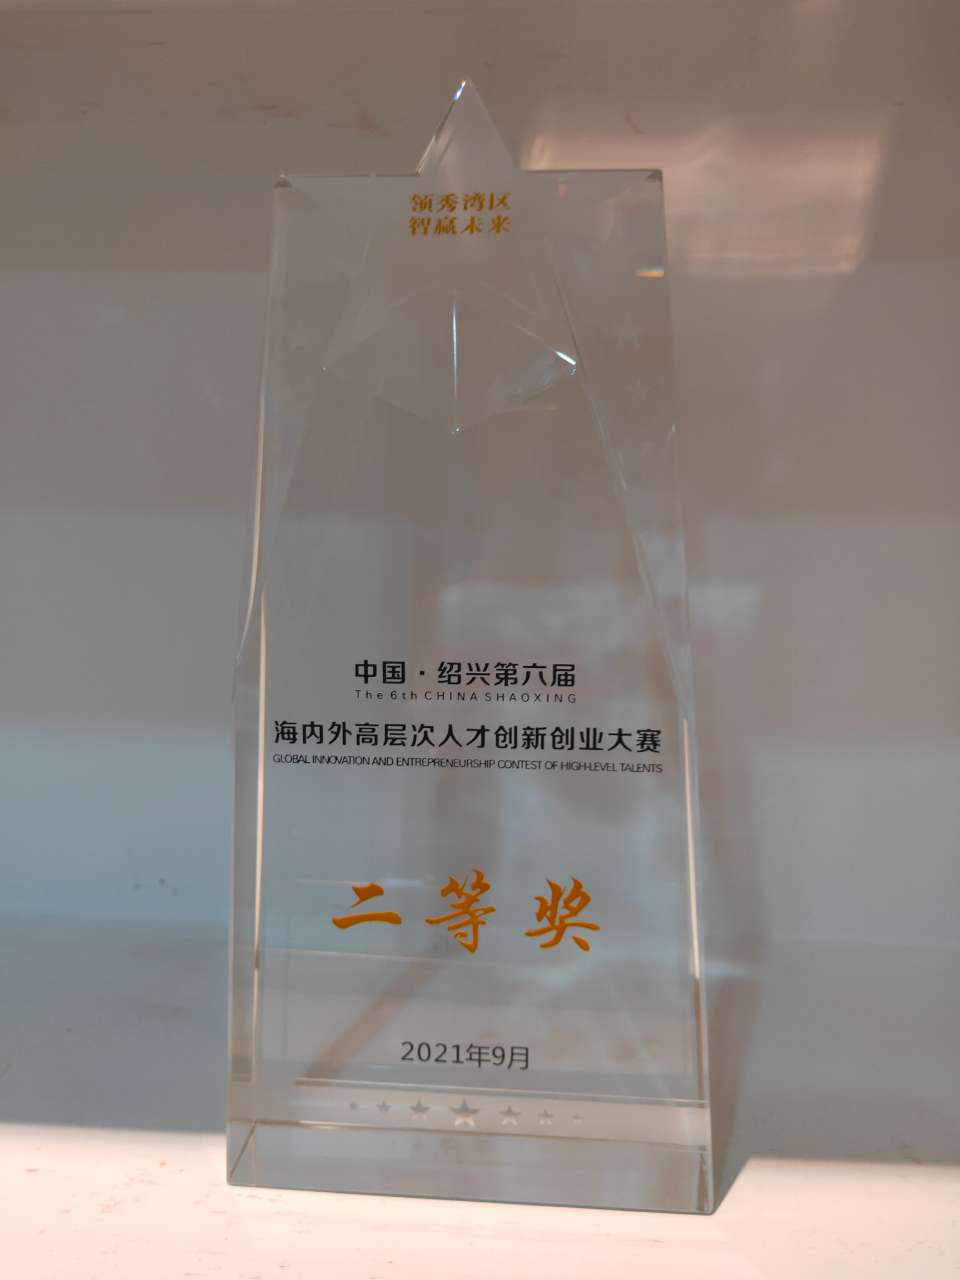 领秀湾区
智赢未来
中国·绍兴第六届
The 6th CHINA SHAOXING
海内外高层次人才创新创业大赛
GLOBAL INNOVATION AND ENTREPRENEURSHIP CONTEST OF HIGH-LEVEL TALENTS
二等奖
2021年9月